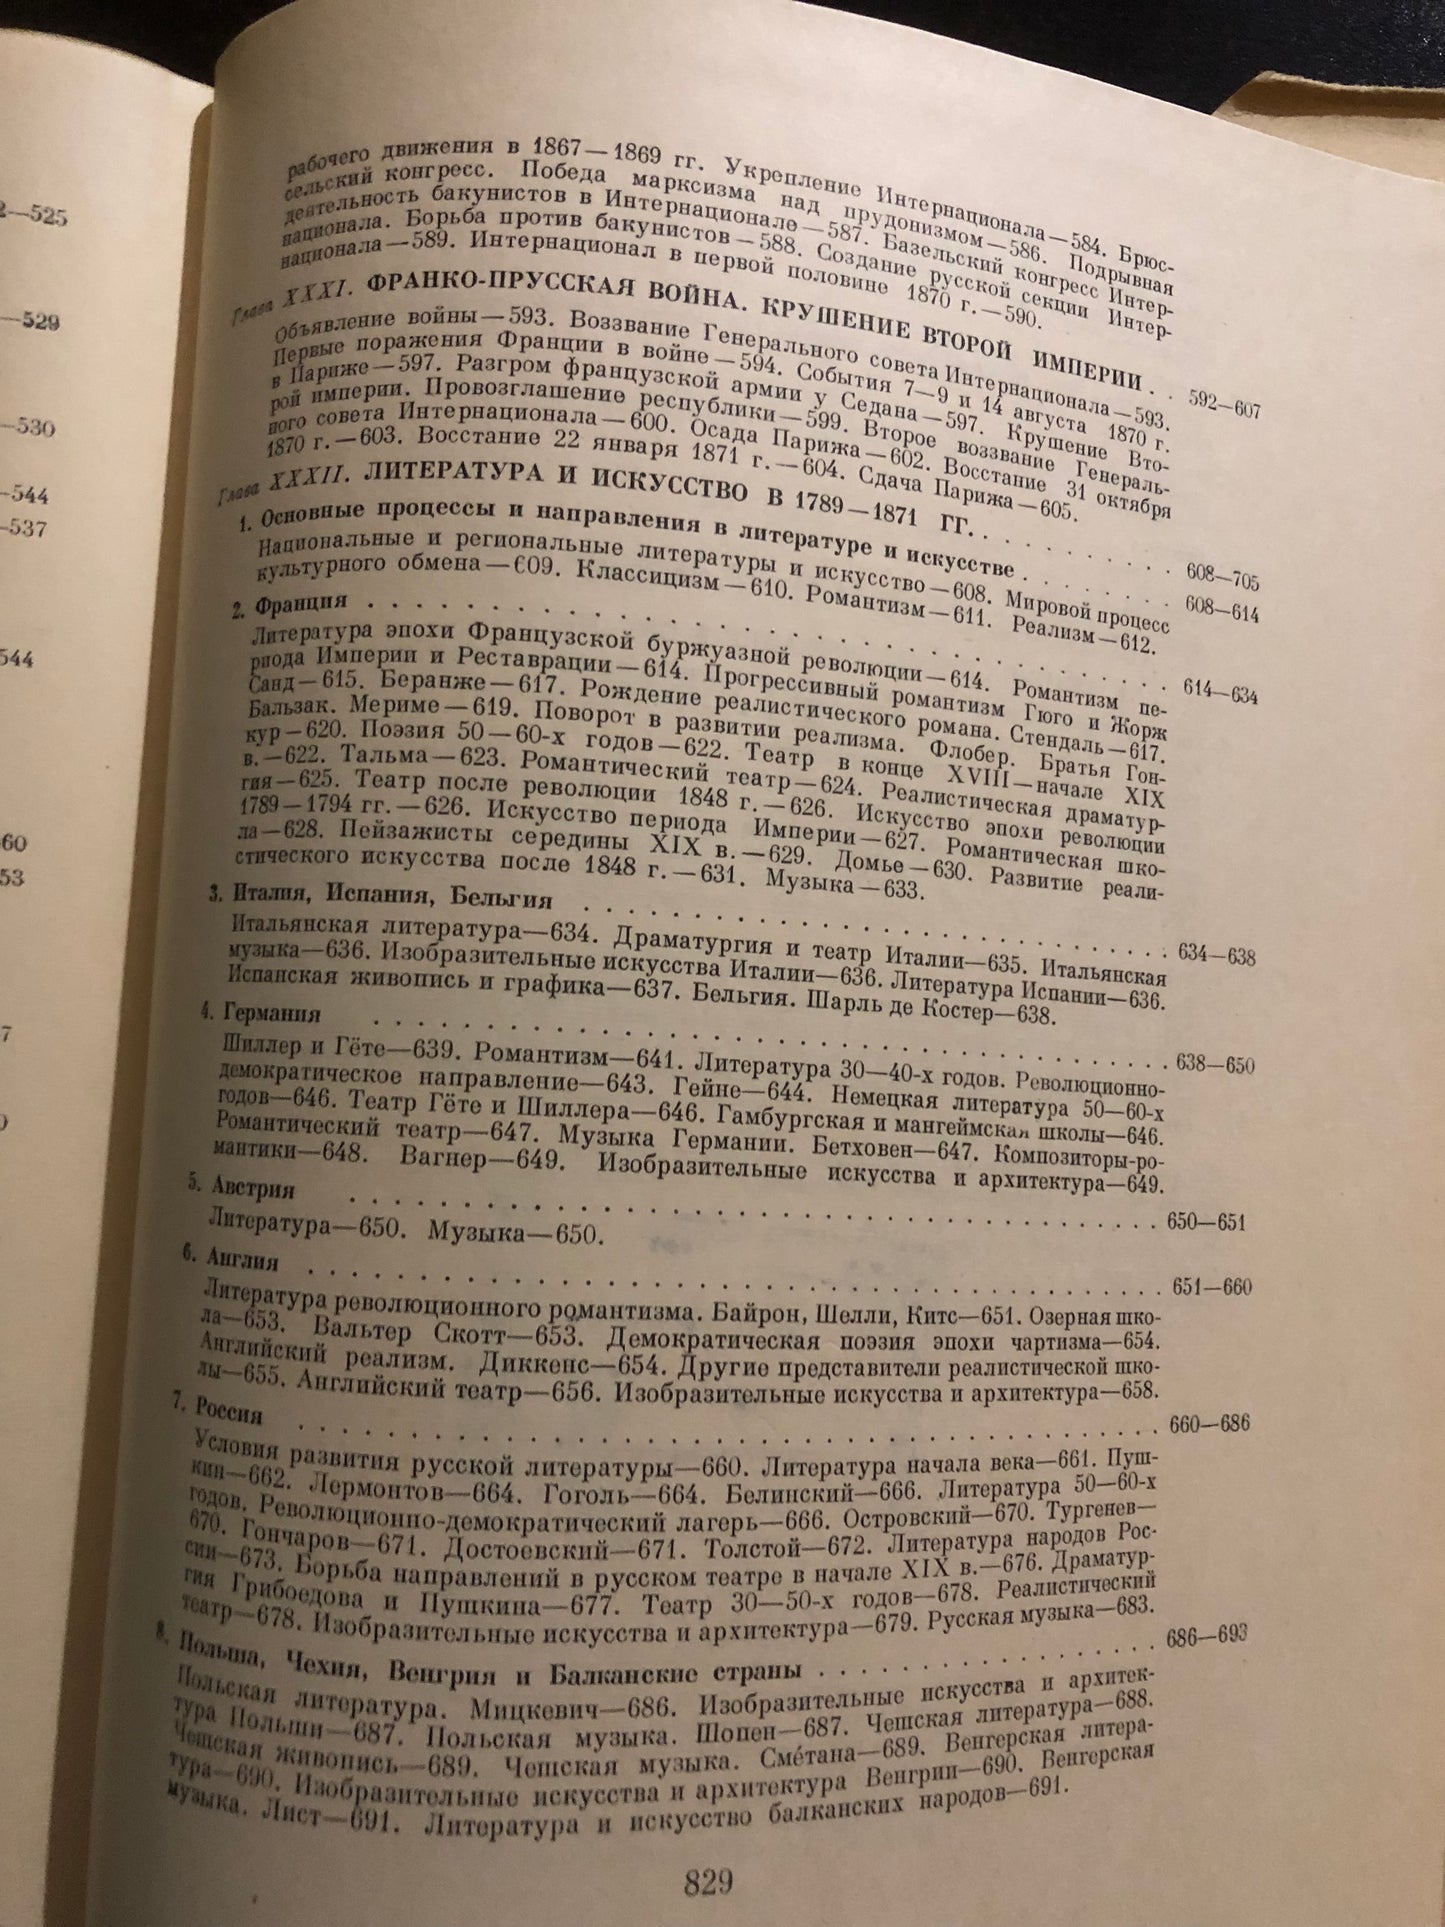 2—525
—529
—530
—544
—537
544
60
53
7
рабочего движения в 1867—1869 гг. Укрепление Интернационала—584. Брюс-
сельский конгресс. Победа марксизма над прудонизмом—586. Подрывная
деятельность бакунистов в Интернационале—587. Базельский конгресс Интер-
национала. Борьба против бакунистов—588. Создание русской секции Интер-
национала—589. Интернационал в первой половине 1870 г.—590.
Глава XXXI. ФРАНКО-ПРУССКАЯ ВОЙНА. КРУШЕНИЕ ВТОРОЙ ИМПЕРИИ . . 592—607
Объявление войны—593. Воззвание Генерального совета Интернационала—593.
Первые поражения Франции в войне—594. События 7—9 и 14 августа 1870 г.
в Париже—597. Разгром французской армии у Седана—597. Крушение Вто-
рой империи. Провозглашение республики—599. Второе воззвание Генераль-
ного совета Интернационала—600. Осада Парижа—602. Восстание 31 октября
1870 г.—603. Восстание 22 января 1871 г.—604. Сдача Парижа—605.
Глава XXXII. ЛИТЕРАТУРА И ИСКУССТВО В 1789—1871 ГГ. . . . . . . . . 608—705
1. Основные процессы и направления в литературе и искусстве . . . . . . . 608—614
Национальные и региональные литературы и искусство—608. Мировой процесс
культурного обмена—609. Классицизм—610. Романтизм—611. Реализм—612.
2. Франция . . . . . . . . . . . . . . . . . . . . . . . . 614—634
Литература эпохи Французской буржуазной революции—614. Романтизм пе-
риода Империи и Реставрации—614. Прогрессивный романтизм Гюго и Жорж
Санд—615. Беранже—617. Рождение реалистического романа. Стендаль—617.
Бальзак. Мериме—619. Поворот в развитии реализма. Флобер. Братья Гон-
кур—620. Поэзия 50—60-х годов—622. Театр в конце XVIII—начале XIX
в.—622. Тальма—623. Романтический театр—624. Реалистическая драматур-
гия—625. Театр после революции 1848 г.—626. Искусство эпохи революции
1789—1794 гг.—626. Искусство периода Империи—627. Романтическая шко-
ла—628. Пейзажисты середины XIX в.—629. Домье—630. Развитие реали-
стического искусства после 1848 г.—631. Музыка—633.
3. Италия, Испания, Бельгия . . . . . . . . . . . . . . . . . . 634—638
Итальянская литература—634. Драматургия и театр Италии—635. Итальянская
музыка—636. Изобразительные искусства Италии—636. Литература Испании—636.
Испанская живопись и графика—637. Бельгия. Шарль де Костер—638.
4. Германия . . . . . . . . . . . . . . . . . . . . . . . . 638—650
Шиллер и Гёте—639. Романтизм—641. Литература 30—40-х годов. Революционно-
демократическое направление—643. Гейне—644. Немецкая литература 50—60-х
годов—646. Театр Гёте и Шиллера—646. Гамбургская и мангеймская школы—646.
Романтический театр—647. Музыка Германии. Бетховен—647. Композиторы-ро-
мантики—648. Вагнер—649. Изобразительные искусства и архитектура—649.
5. Австрия . . . . . . . . . . . . . . . . . . . . . . . . 650—651
Литература—650. Музыка—650.
6. Англия . . . . . . . . . . . . . . . . . . . . . . . . 651—660
Литература революционного романтизма. Байрон, Шелли, Китс—651. Озерная шко-
ла—653. Вальтер Скотт—653. Демократическая поэзия эпохи чартизма—654.
Английский реализм. Диккенс—654. Другие представители реалистической шко-
лы—655. Английский театр—656. Изобразительные искусства и архитектура—658.
7. Россия . . . . . . . . . . . . . . . . . . . . . . . . 660—686
Условия развития русской литературы—660. Литература начала века—661. Пуш-
кин—662. Лермонтов—664. Гоголь—664. Белинский—666. Литература 50—60-х
годов. Революционно-демократический лагерь—666. Островский—670. Тургенев—
670. Гончаров—671. Достоевский—671. Толстой—672. Литература народов Рос-
сии—673. Борьба направлений в русском театре в начале XIX в.—676. Драматур-
гия Грибоедова и Пушкина—677. Театр 30—50-х годов—678. Реалистический
театр—678. Изобразительные искусства и архитектура—679. Русская музыка—683.
8. Польша, Чехия, Венгрия и Балканские страны . . . . . . . . . . . . 686—693
Польская литература. Мицкевич—686. Изобразительные искусства и архитек-
тура Польши—687. Польская музыка. Шопен—687. Чешская литература—688.
Чешская живопись—689. Чешская музыка. Смéтана—689. Венгерская литера-
тура—690. Изобразительные искусства и архитектура Венгрии—690. Венгерская
музыка. Лист—691. Литература и искусство балканских народов—691.
829